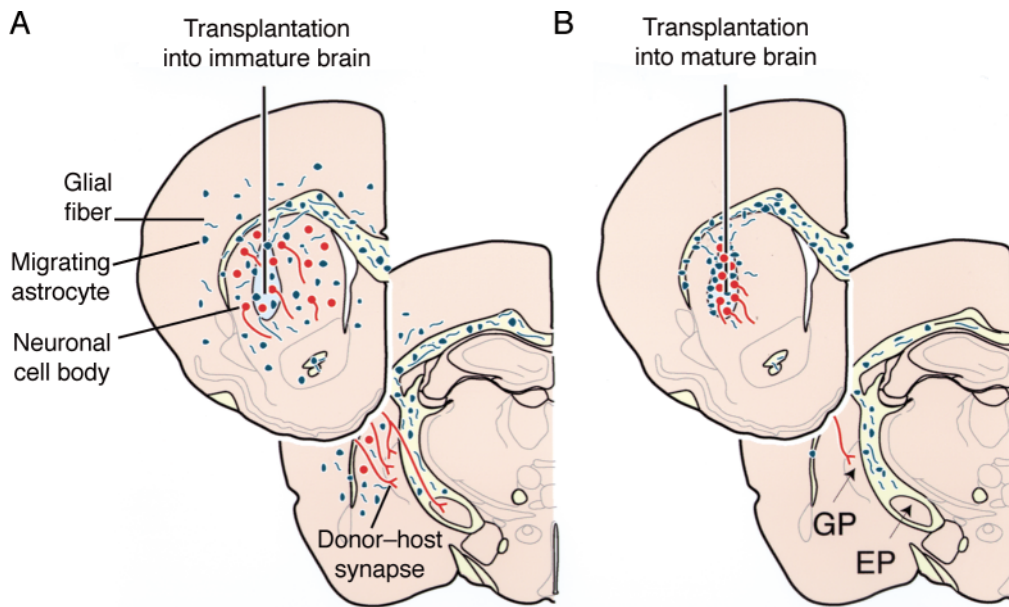 A
Transplantation
into immature brain
Glial
fiber
Migrating
astrocyte
Neuronal
cell body
Donor–host
synapse
B
Transplantation
into mature brain
GP
EP